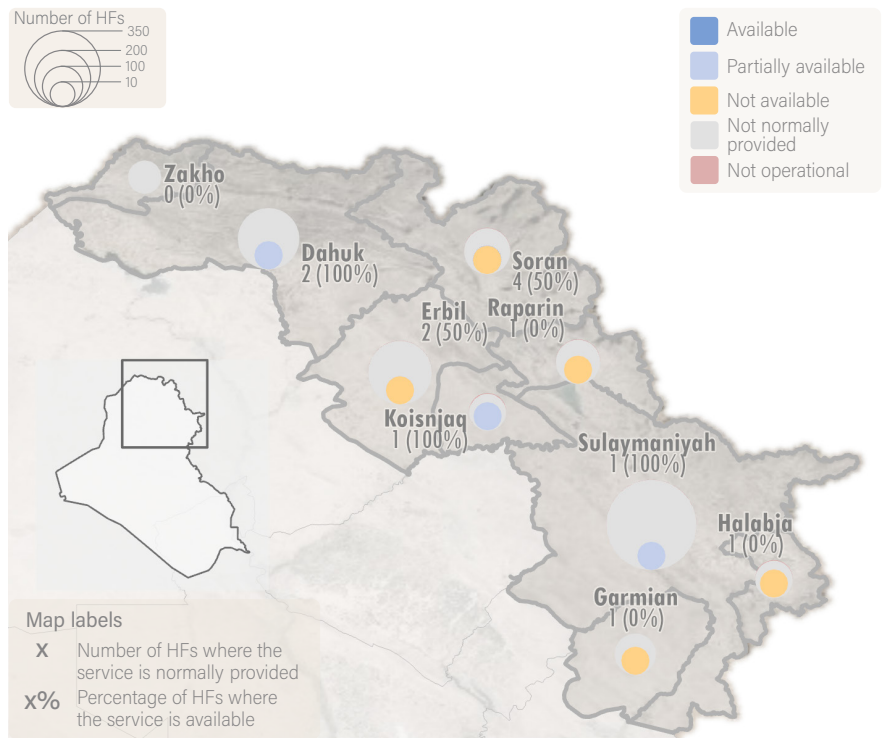 Number of HFs
350
200
100
10
Available
Partially available
Not available
Not normally
provided
Not operational
Zakho
0 (0%)
Dahuk
2 (100%)
Soran
4 (50%)
Erbil
2 (50%)
Raparin
1 (0%)
Koisnjaq
1 (100%)
Sulaymaniyah
1 (100%)
Halabja
1 (0%)
Garmian
1 (0%)
Map labels
x Number of HFs where the
service is normally provided
x% Percentage of HFs where
the service is available